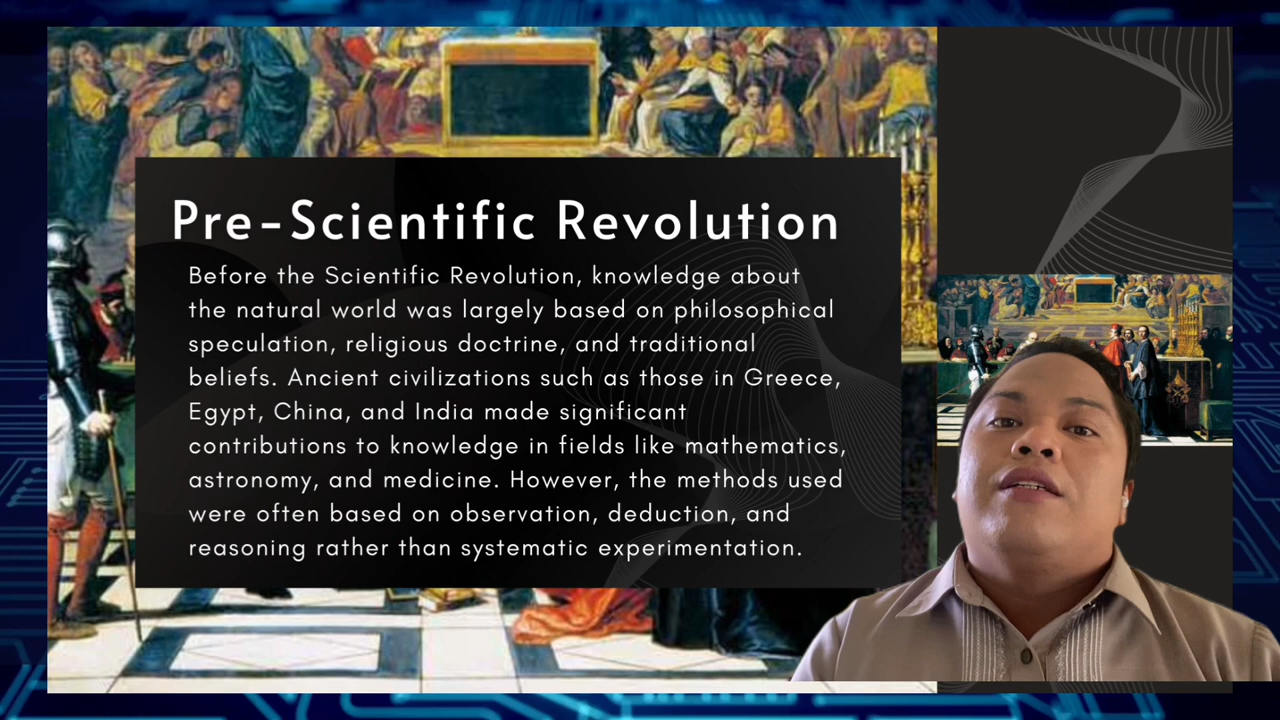 Pre-Scientific Revolution
Before the Scientific Revolution, knowledge about
the natural world was largely based on philosophical
speculation, religious doctrine, and traditional
beliefs. Ancient civilizations such as those in Greece,
Egypt, China, and India made significant
contributions to knowledge in fields like mathematics,
astronomy, and medicine. However, the methods used
were often based on observation, deduction, and
reasoning rather than systematic experimentation.